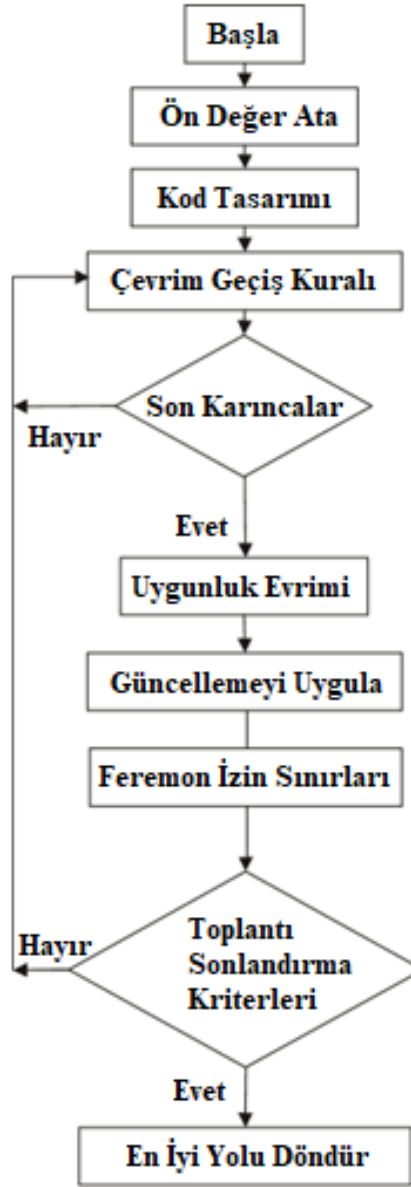 Başla
Ön Değer Ata
Kod Tasarımı
Çevrim Geçiş Kuralı
Son Karıncalar
Hayır
Evet
Uygunluk Evrimi
Güncellemeyi Uygula
Feremon İzin Sınırları
Toplantı
Sonlandırma
Kriterleri
Hayır
Evet
En İyi Yolu Döndür